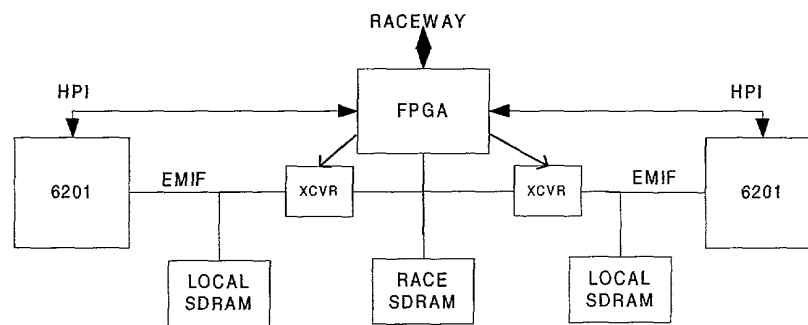 RACEWAY
HPI
FPGA
HPI
6201
EMIF
XCVR
XCVR
EMIF
6201
LOCAL
SDRAM
RACE
SDRAM
LOCAL
SDRAM